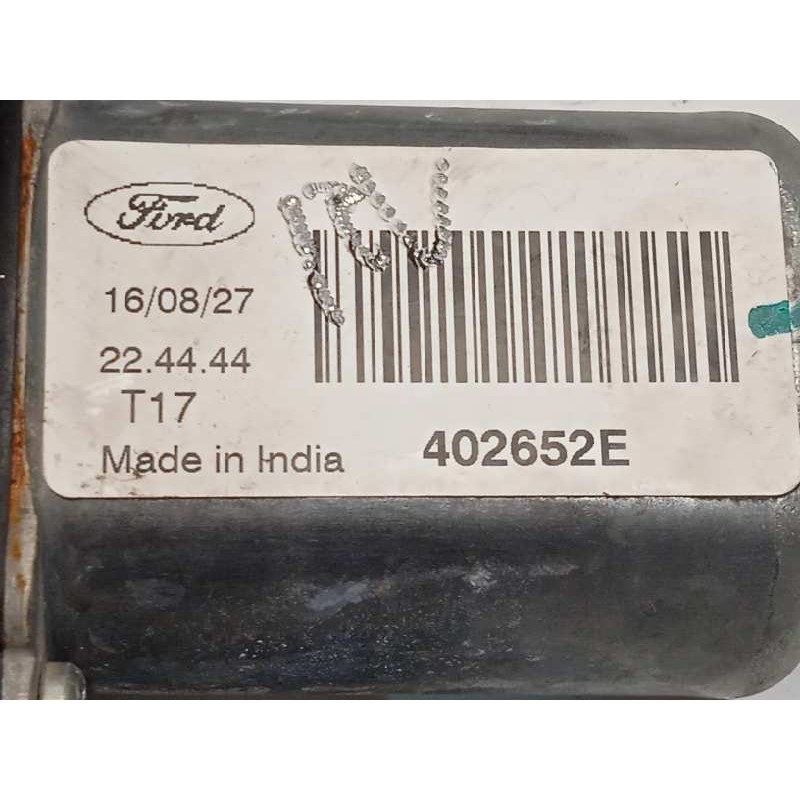 Ford
16/08/27
22.44.44
T17
Made in India
402652E